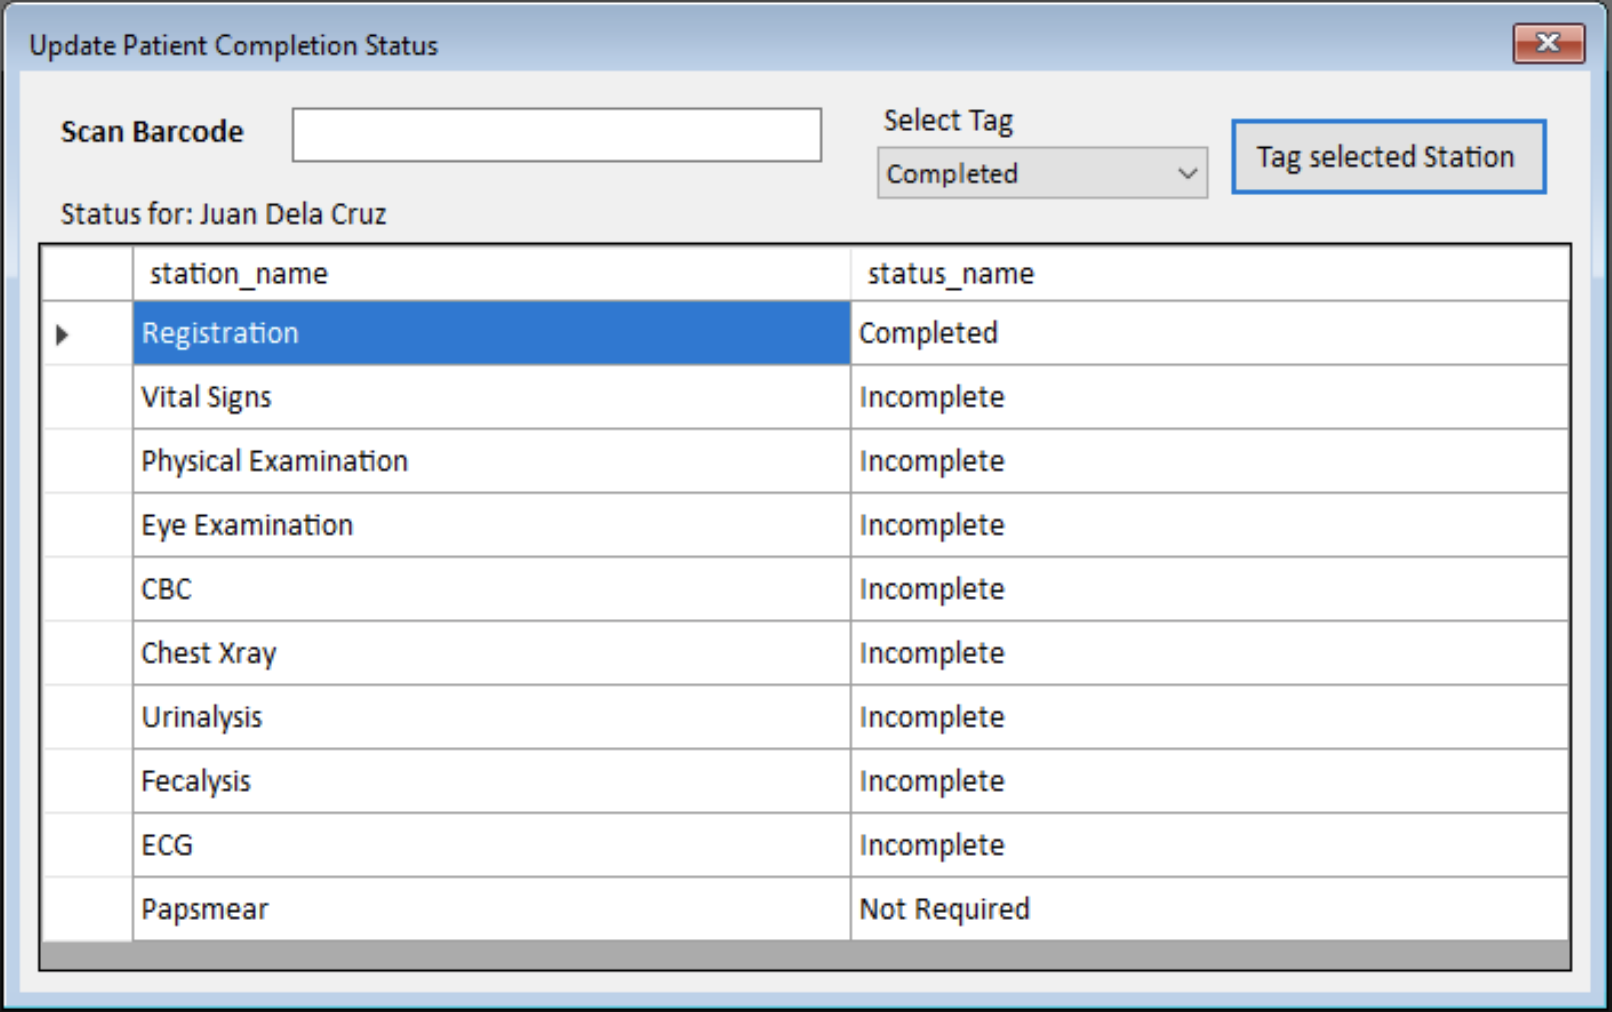 Update Patient Completion Status
Scan Barcode
Select Tag
Completed
Tag selected Station
Status for: Juan Dela Cruz
station_name status_name
Registration Completed
Vital Signs Incomplete
Physical Examination Incomplete
Eye Examination Incomplete
CBC Incomplete
Chest Xray Incomplete
Urinalysis Incomplete
Fecalysis Incomplete
ECG Incomplete
Papsmear Not Required